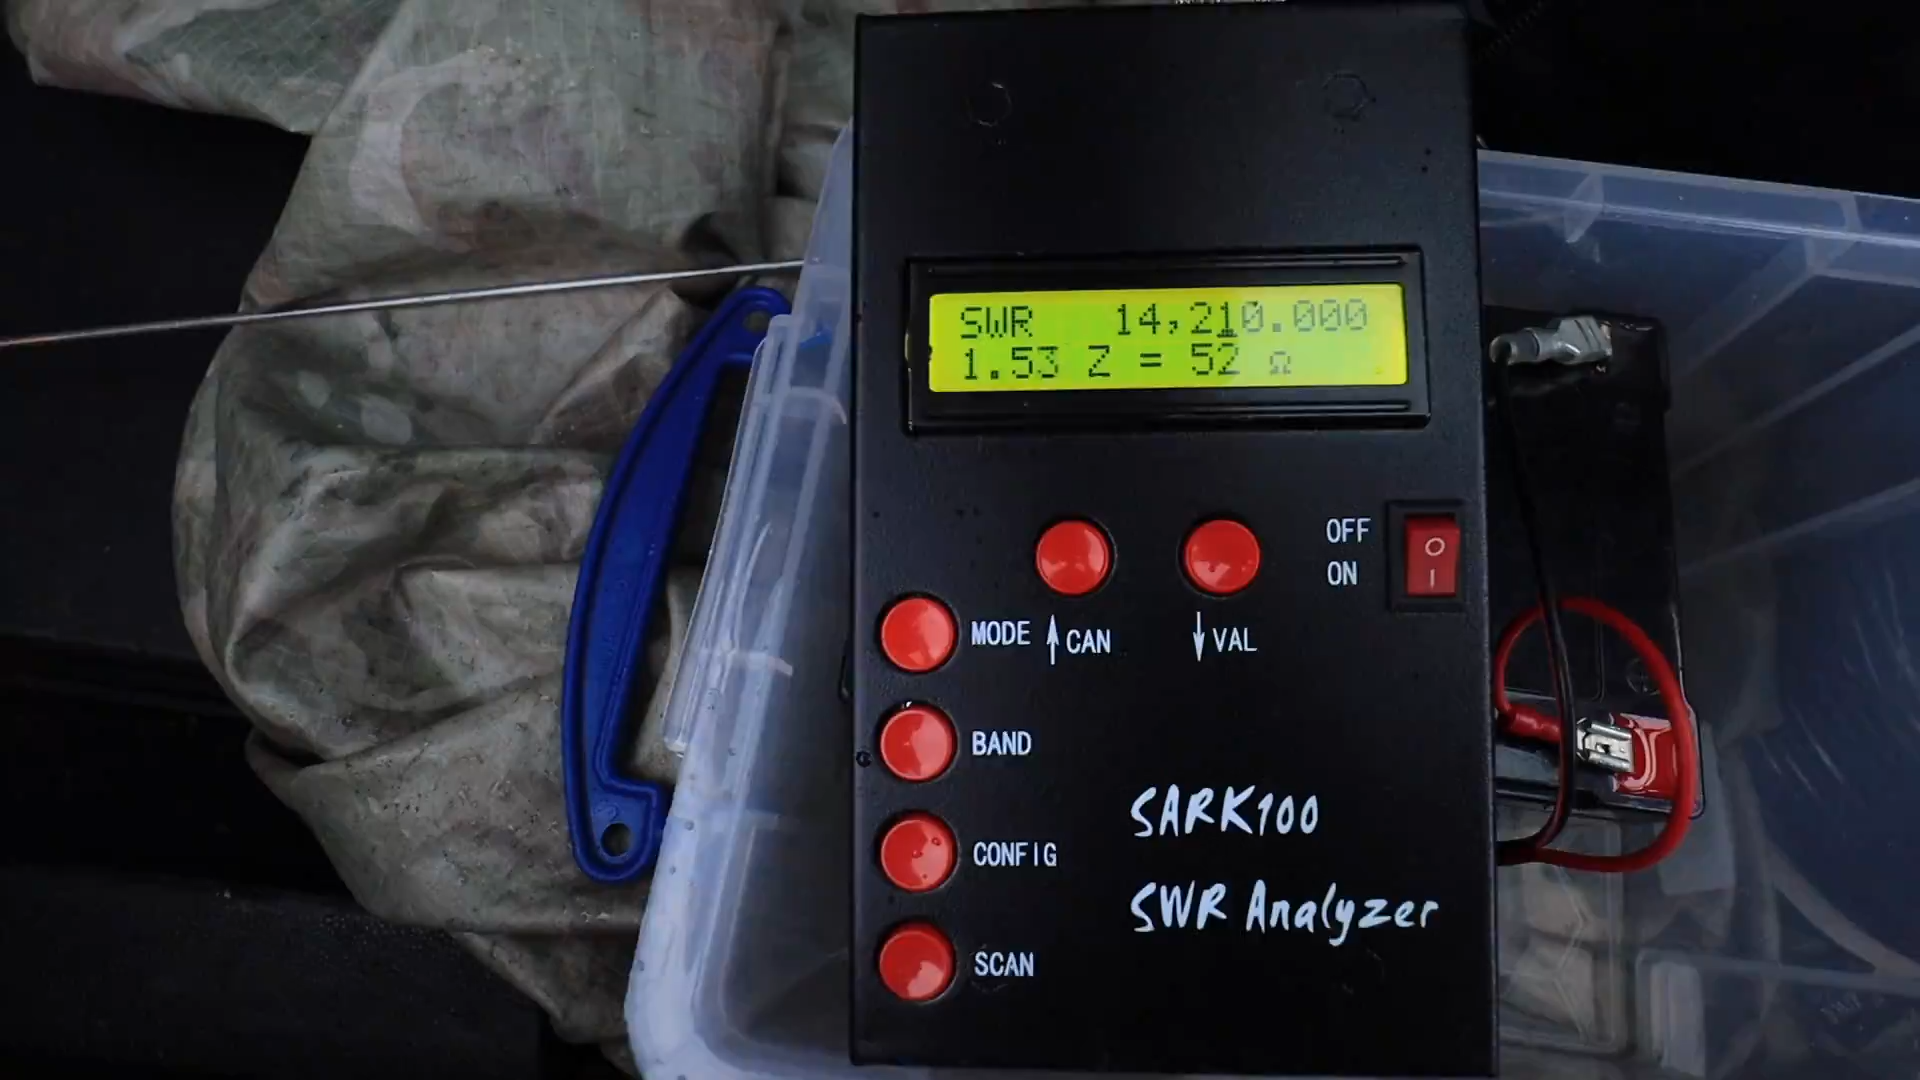 SWR 14,210.000
1.53 Z = 52 Ω
OFF
ON
MODE ↑CAN ↓VAL
BAND
CONFIG
SCAN
SARK100
SWR Analyzer